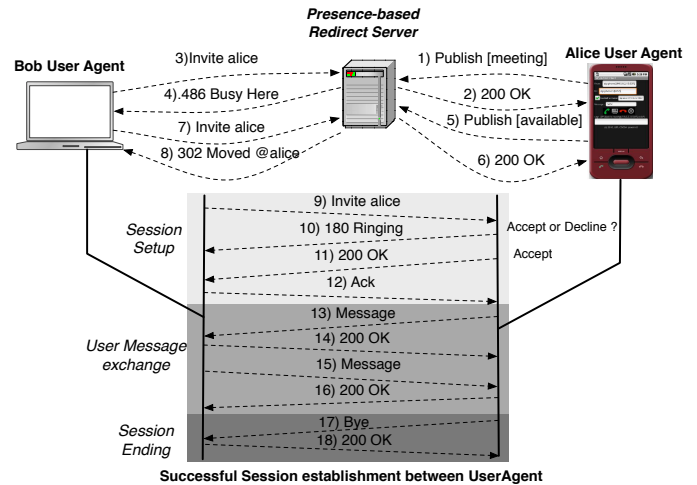 Presence-based
Redirect Server
Bob User Agent
Alice User Agent
3)Invite alice
1) Publish [meeting]
4).486 Busy Here
2) 200 OK
7) Invite alice
5) Publish [available]
8) 302 Moved @alice
6) 200 OK
Session
Setup
9) Invite alice
10) 180 Ringing
Accept or Decline ?
11) 200 OK
Accept
12) Ack
User Message
exchange
13) Message
14) 200 OK
15) Message
16) 200 OK
Session
Ending
17) Bye
18) 200 OK
Successful Session establishment between UserAgent